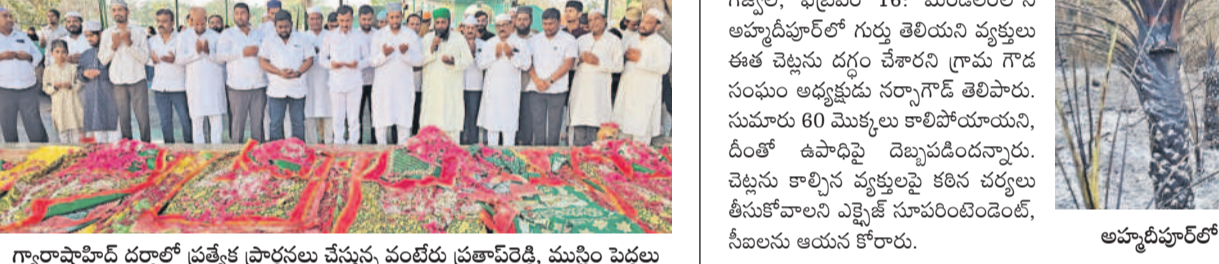 గ్యారాషాహిద్ దర్గాలో ప్రత్యేక ప్రార్థనలు చేస్తున్న వంటేరు ప్రతాప్‌రెడ్డి, ముస్లిం పెద్దలు
గజ్వేల్, ఫిబ్రవరి 16: మండలంలోని
అహ్మదీపూర్‌లో గుర్తు తెలియని వ్యక్తులు
ఈత చెట్లను దగ్ధం చేశారని గ్రామ గౌడ
సంఘం అధ్యక్షుడు నర్సాగౌడ్ తెలిపారు.
సుమారు 60 మొక్కలు కాలిపోయాయని,
దీంతో ఉపాధిపై దెబ్బపడిందన్నారు.
చెట్లను కాల్చిన వ్యక్తులపై కఠిన చర్యలు
తీసుకోవాలని ఎక్సైజ్ సూపరింటెండెంట్,
సీఐలను ఆయన కోరారు.
అహ్మదీపూర్‌లో